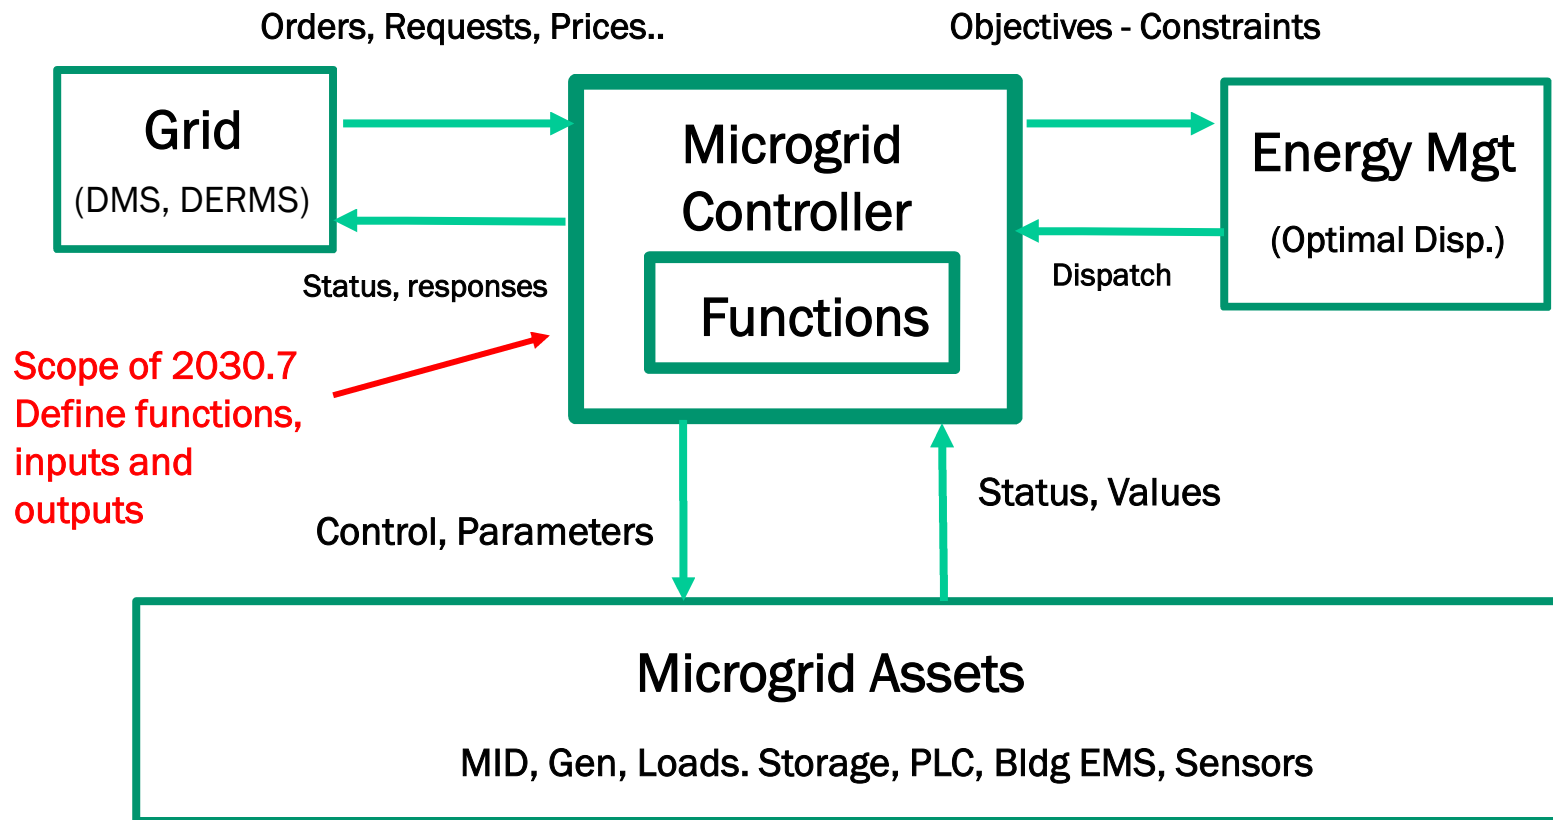 Orders, Requests, Prices..
Objectives - Constraints
Grid
(DMS, DERMS)
Microgrid
Controller
Functions
Energy Mgt
(Optimal Disp.)
Status, responses
Dispatch
Scope of 2030.7
Define functions,
inputs and
outputs
Control, Parameters
Status, Values
Microgrid Assets
MID, Gen, Loads. Storage, PLC, Bldg EMS, Sensors